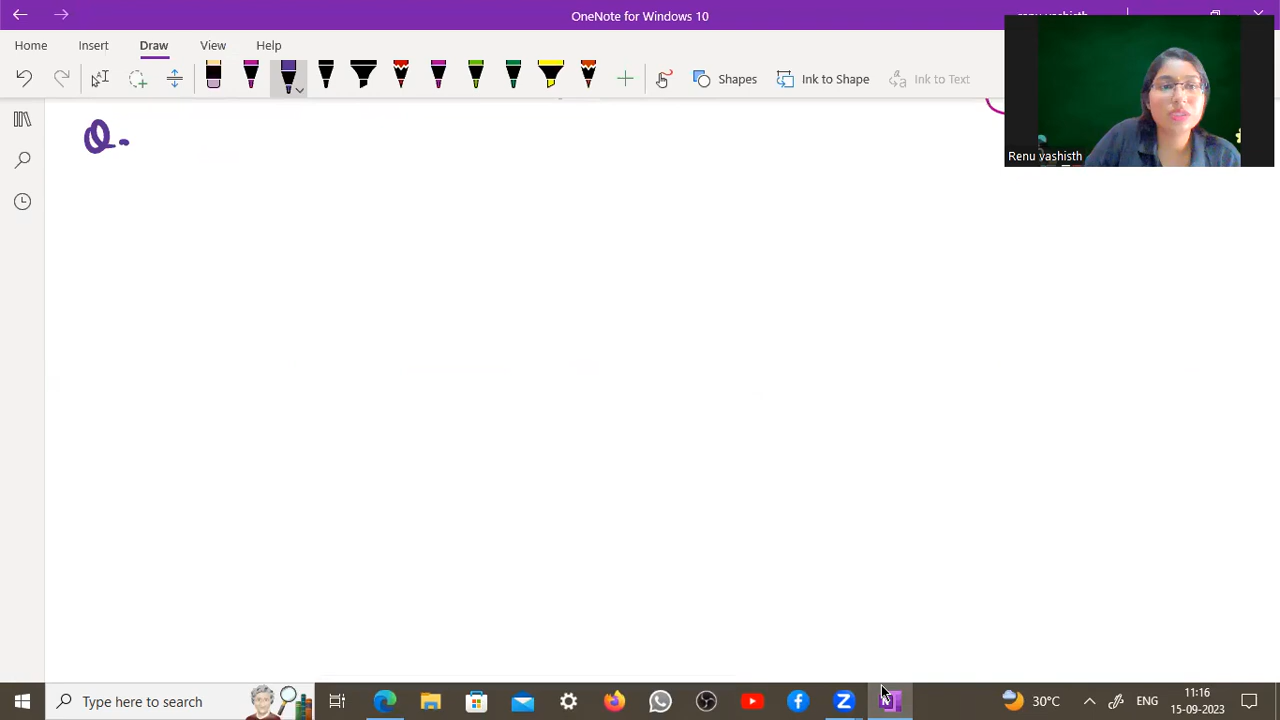 OneNote for Windows 10
Home Insert Draw View Help
Shapes Ink to Shape Ink to Text
Q.
Renu vashisth
Type here to search
30°C ENG 11:16
15-09-2023